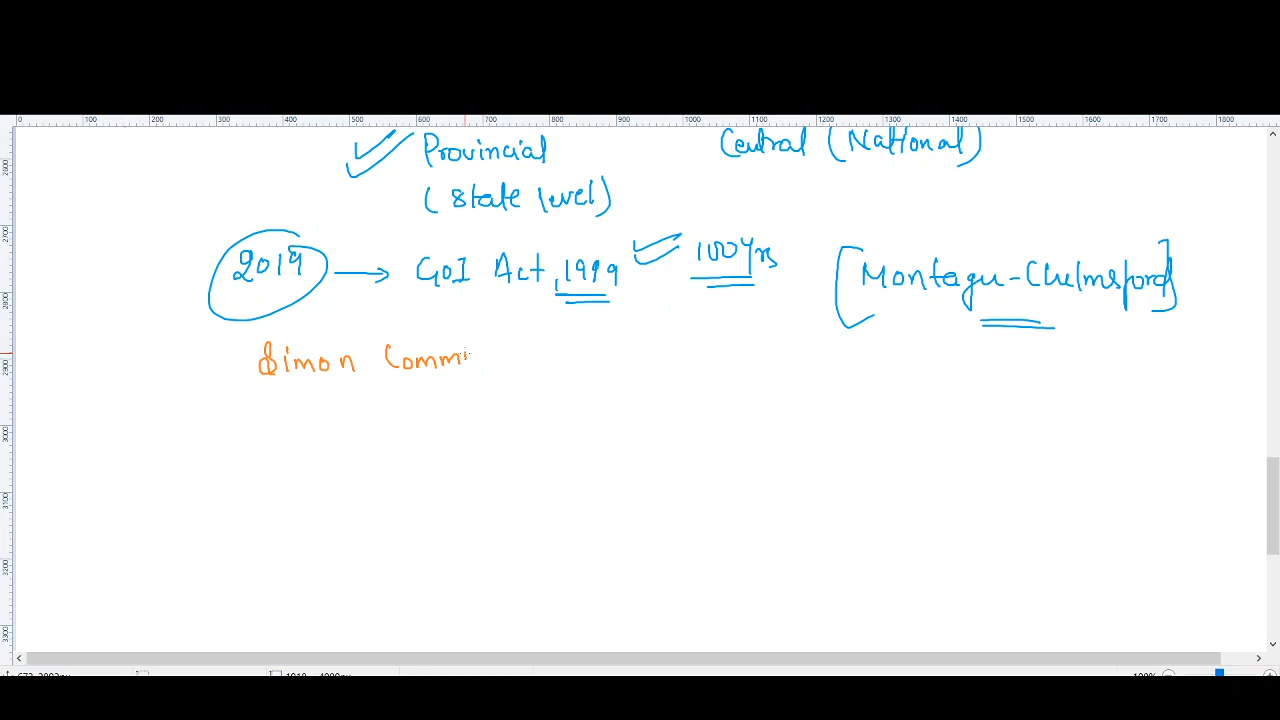 Provincial Central (National)
(State level)
2019 → GOI Act, 1919 100 Yrs [Montagu-Chelmsford]
Simon Commi